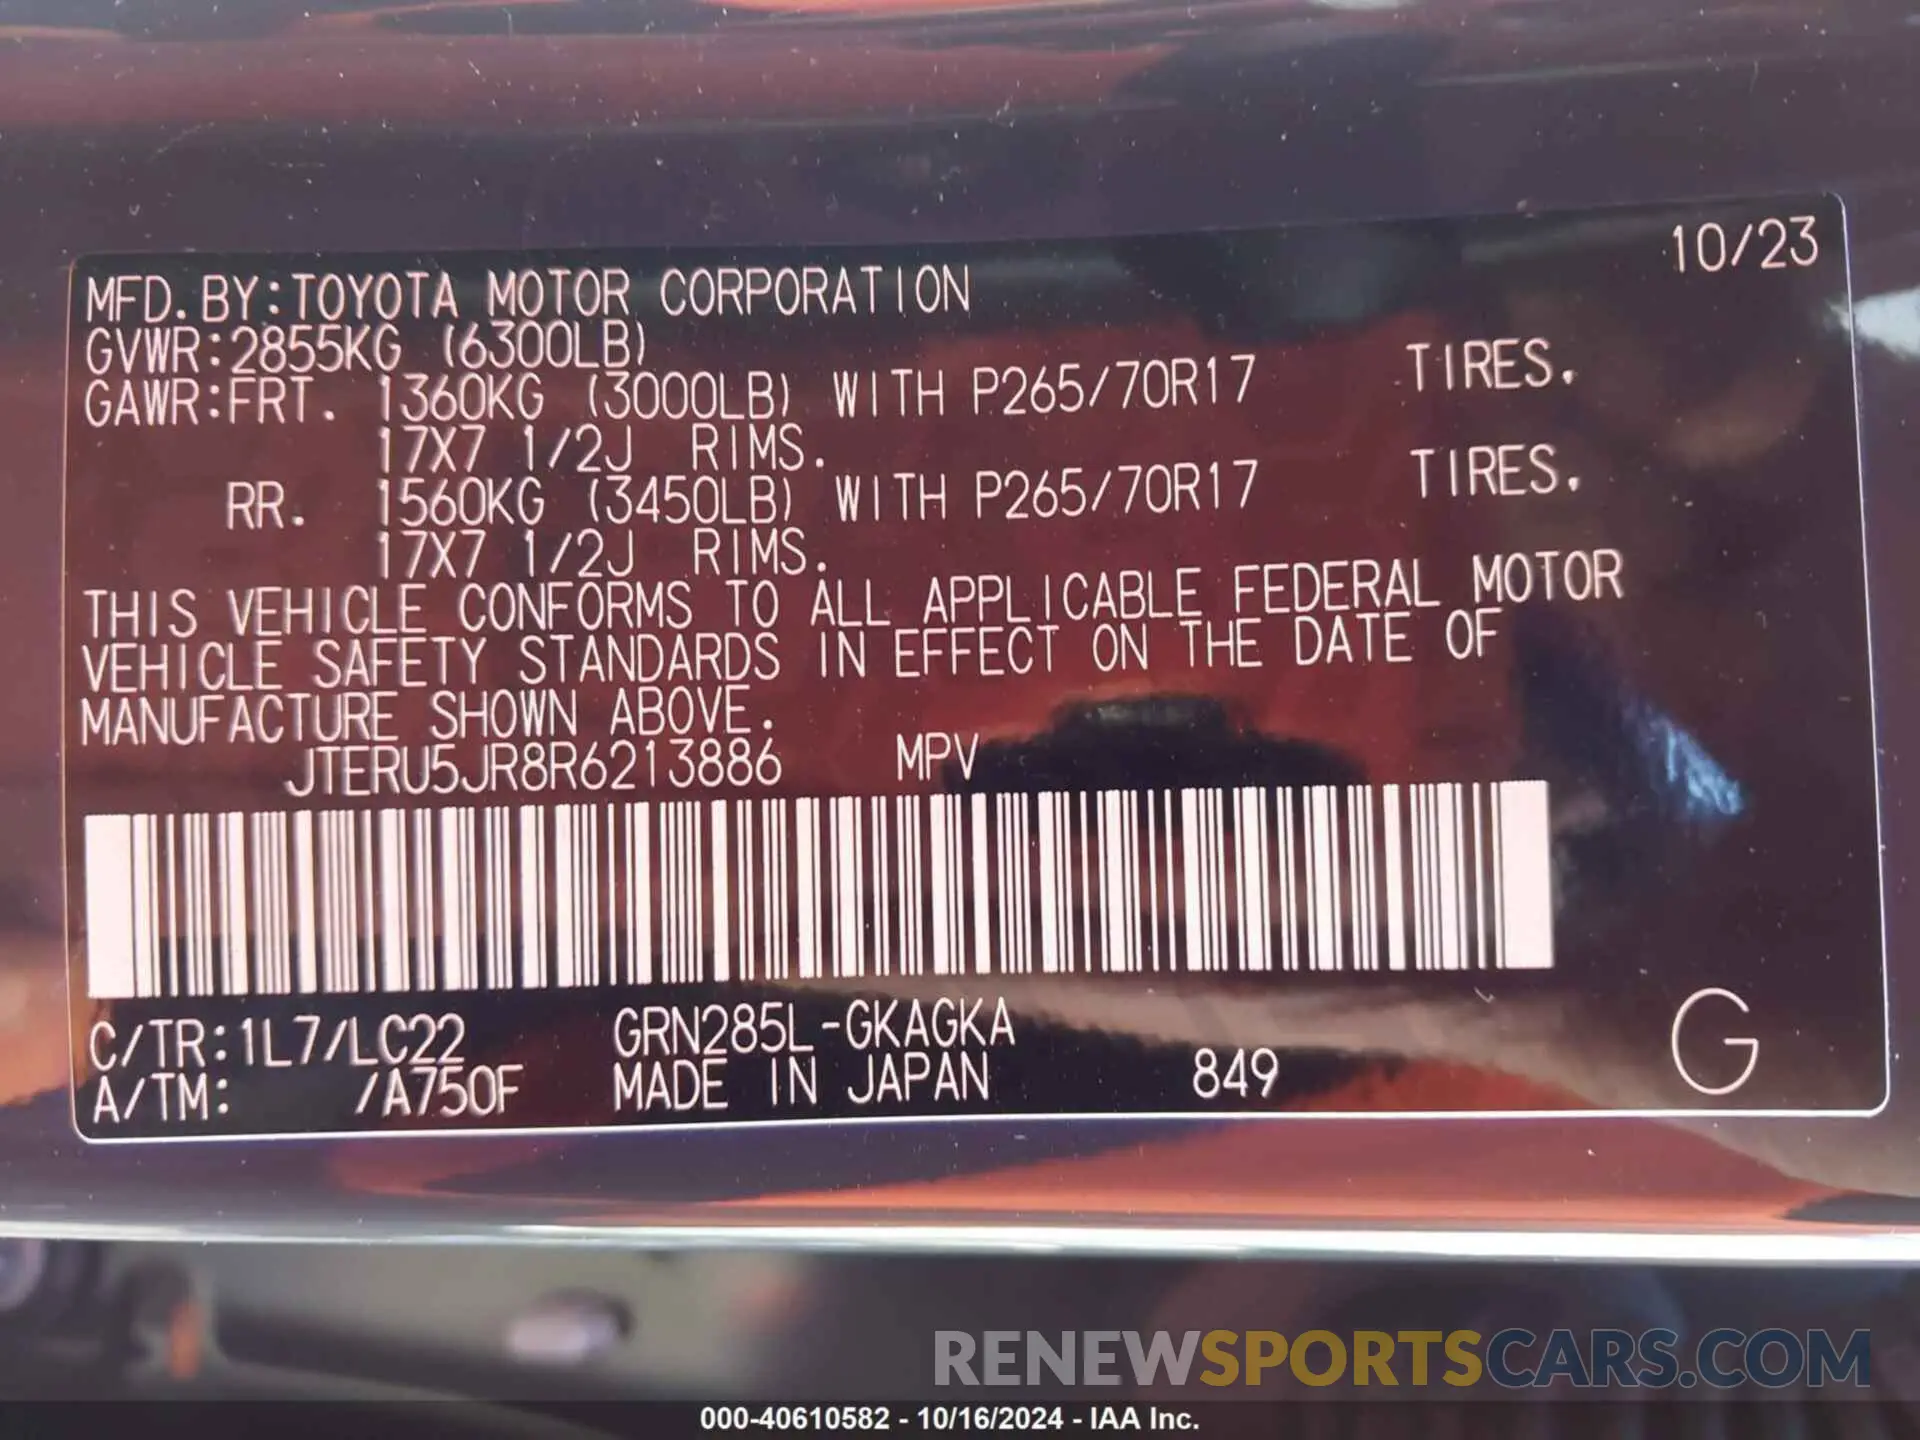 10/23
MFD. BY:TOYOTA MOTOR CORPORATION
GVWR:2855KG (6300LB)
GAWR:FRT. 1360KG (3000LB) WITH P265/70R17 TIRES.
17X7 1/2J RIMS.
RR. 1560KG (3450LB) WITH P265/70R17 TIRES.
17X7 1/2J RIMS.
THIS VEHICLE CONFORMS TO ALL APPLICABLE FEDERAL MOTOR
VEHICLE SAFETY STANDARDS IN EFFECT ON THE DATE OF
MANUFACTURE SHOWN ABOVE.
JTERU5JR8R6213886 MPV
C/TR:1L7/LC22 GRN285L-GKAGKA
A/TM: /A750F MADE IN JAPAN 849 G
RENEWSPORTSCARS.COM
000-40610582 - 10/16/2024 - IAA Inc.